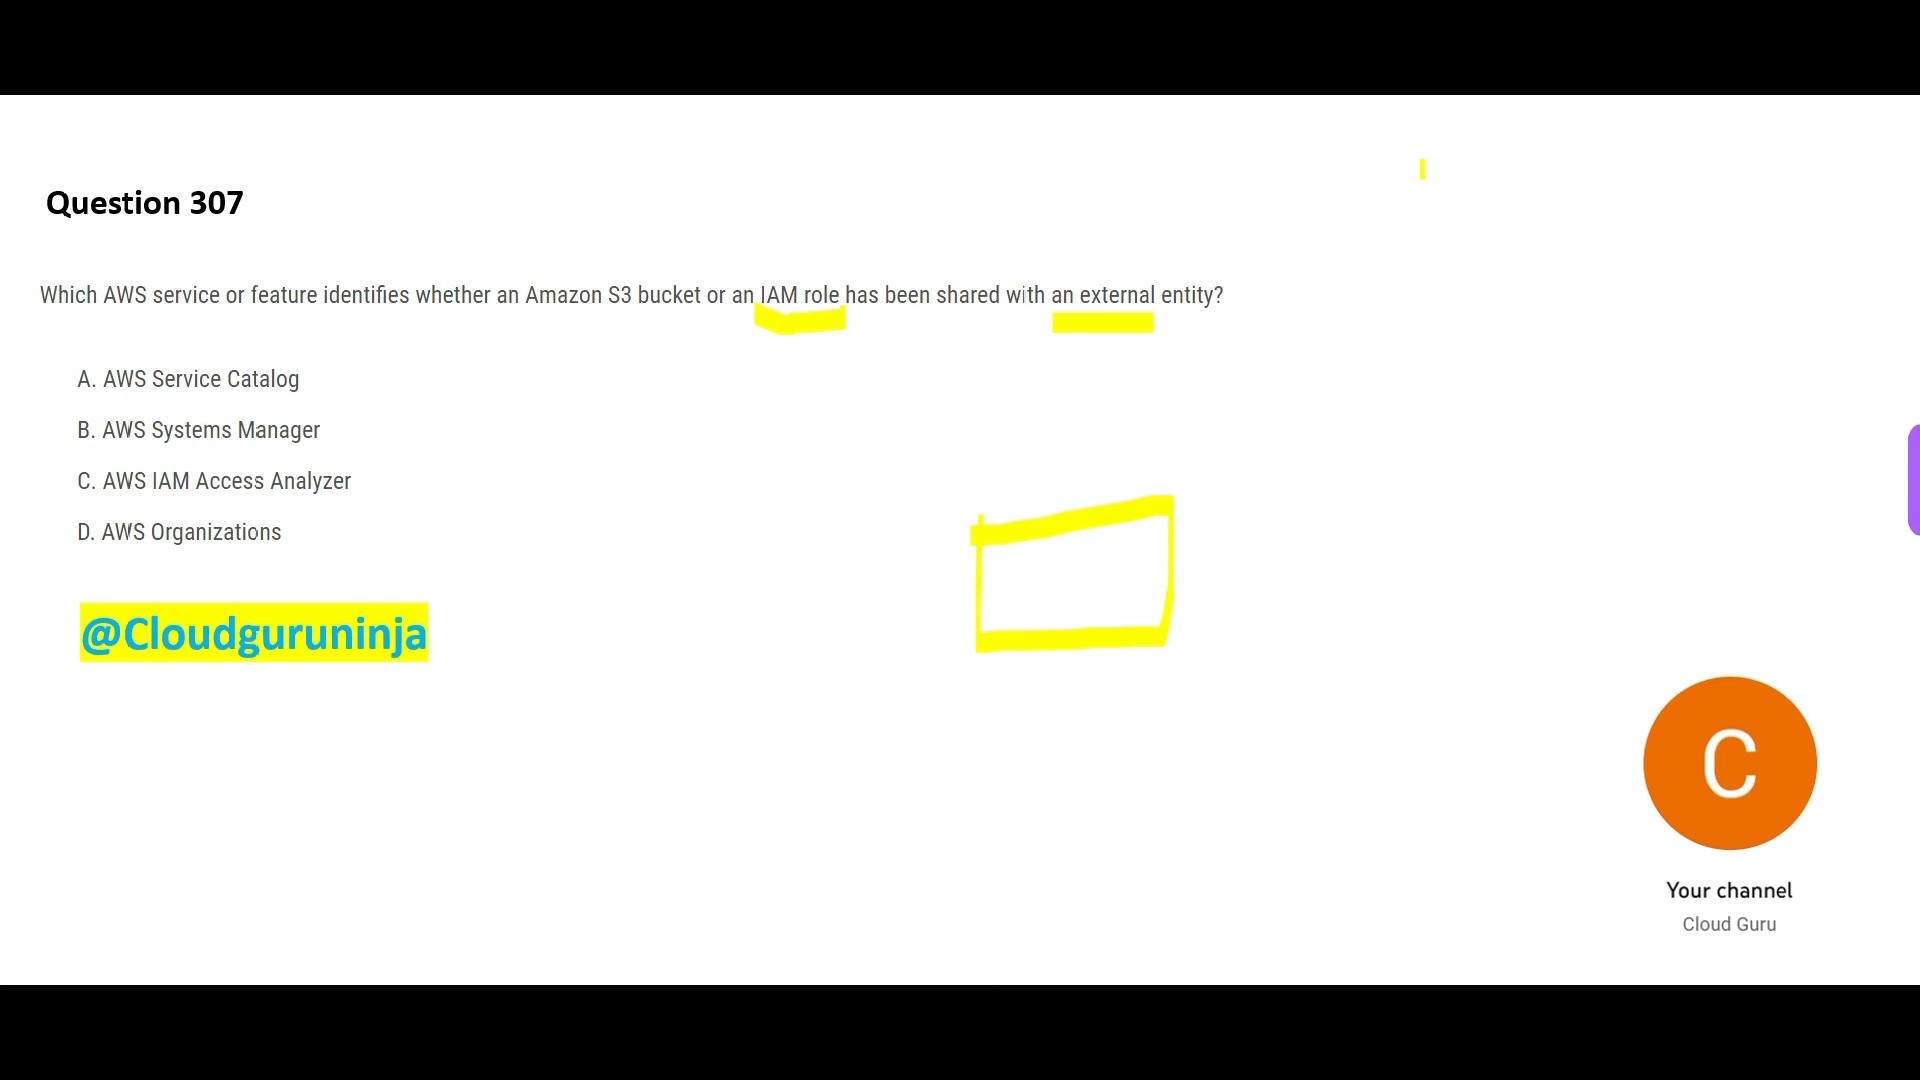 Question 307
Which AWS service or feature identifies whether an Amazon S3 bucket or an IAM role has been shared with an external entity?
A. AWS Service Catalog
B. AWS Systems Manager
C. AWS IAM Access Analyzer
D. AWS Organizations
@Cloudguruninja
C
Your channel
Cloud Guru